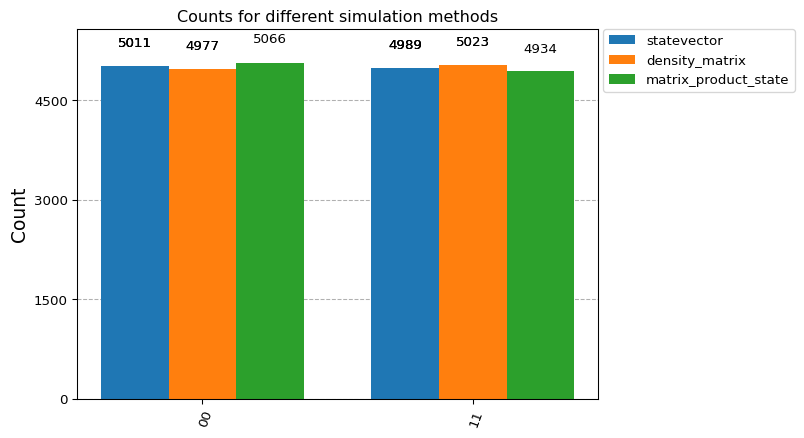 Counts for different simulation methods
5011
4977
5066
4989
5023
4934
statevector
density_matrix
matrix_product_state
4500
3000
1500
0
Count
00
11